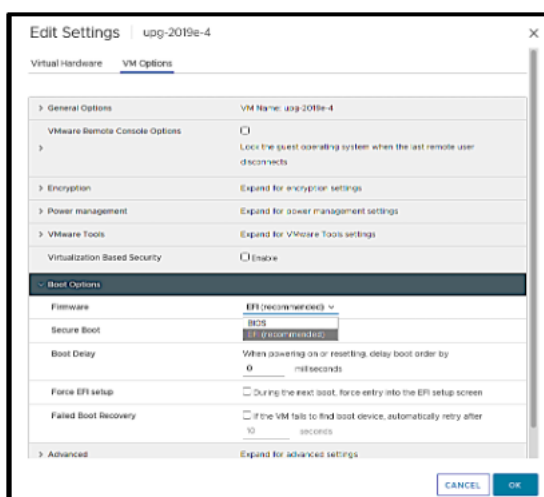 Edit Settings | upg-2019e-4
×
Virtual Hardware VM Options
> General Options VM Name: upg-2019e-4
VMware Remote Console Options
>
Lock the guest operating system when the last remote user
disconnects
> Encryption Expand for encryption settings
> Power management Expand for power management settings
> VMware Tools Expand for VMware Tools settings
Virtualization Based Security Enable
Boot Options
Firmware EFI (recommended)
BIOS
EFI (recommended)
Secure Boot
Boot Delay When powering on or resetting, delay boot order by
0 milliseconds
Force EFI setup During the next boot, force entry into the EFI setup screen
Failed Boot Recovery If the VM fails to find boot device, automatically retry after
10 seconds
> Advanced Expand for advanced settings
CANCEL OK